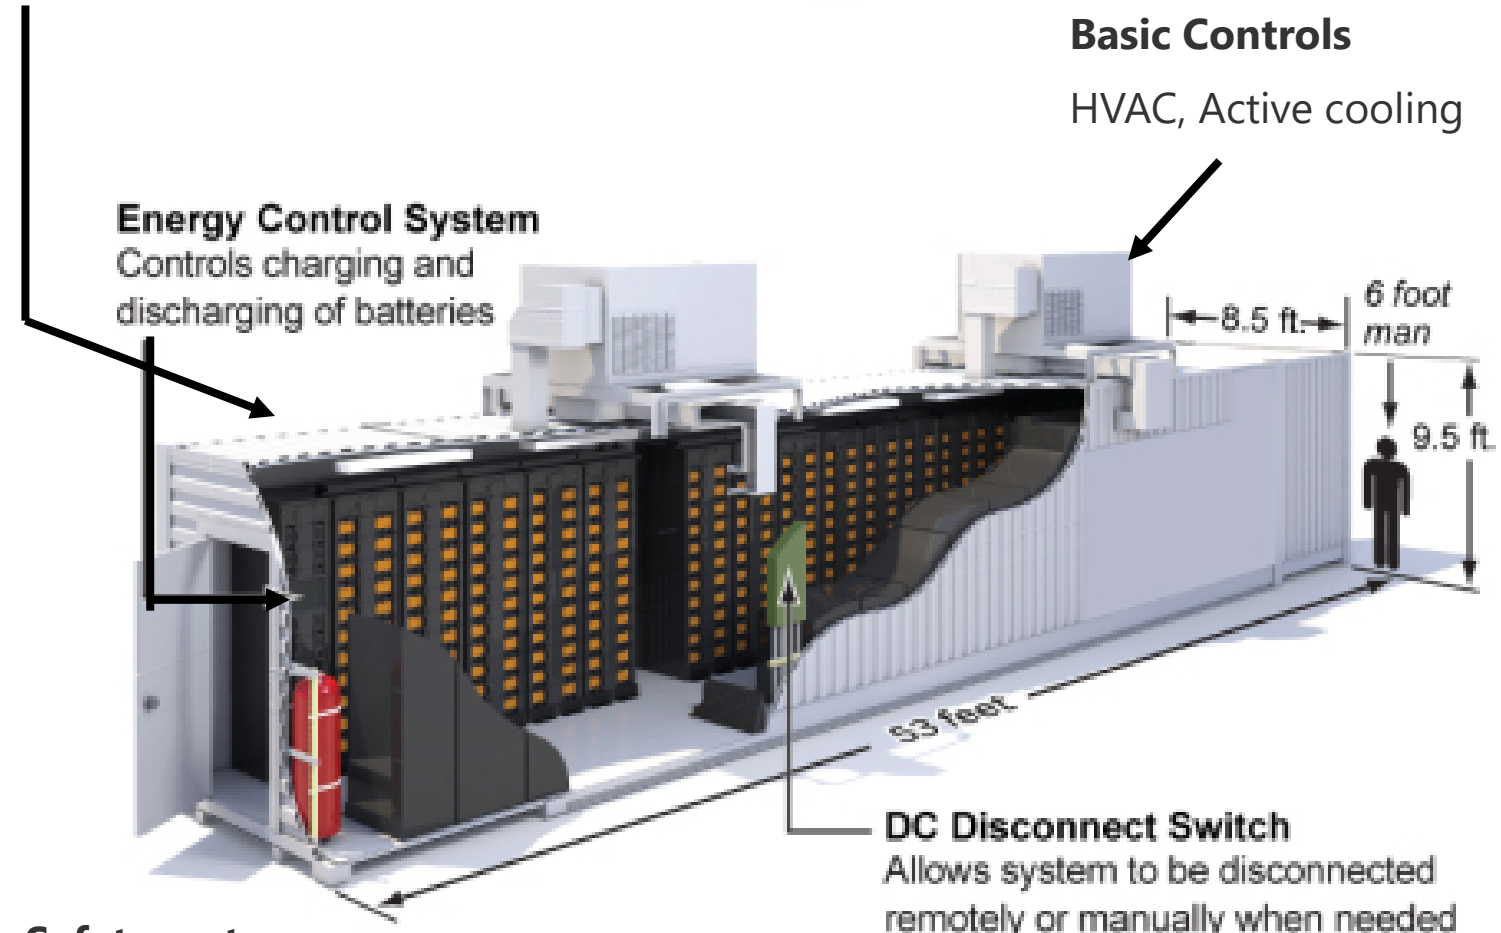 Basic Controls
HVAC, Active cooling
Energy Control System
Controls charging and
discharging of batteries
8.5 ft.
6 foot
man
9.5 ft.
53 feet
DC Disconnect Switch
Allows system to be disconnected
remotely or manually when needed